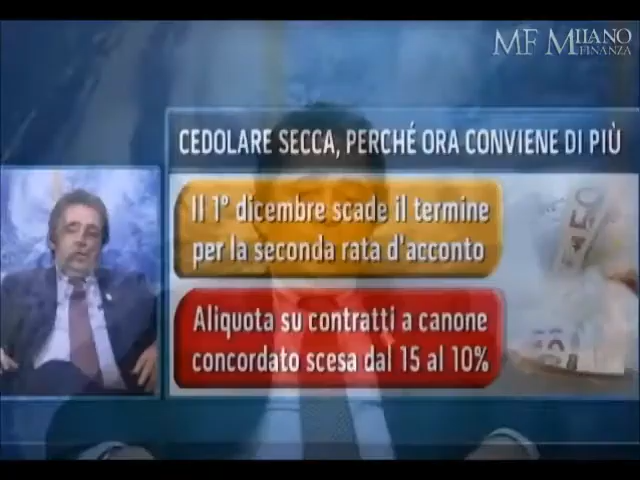 MF MILANO
FINANZA
CEDOLARE SECCA, PERCHÉ ORA CONVIENE DI PIÙ
Il 1° dicembre scade il termine
per la seconda rata d'acconto
Aliquota su contratti a canone
concordato scesa dal 15 al 10%